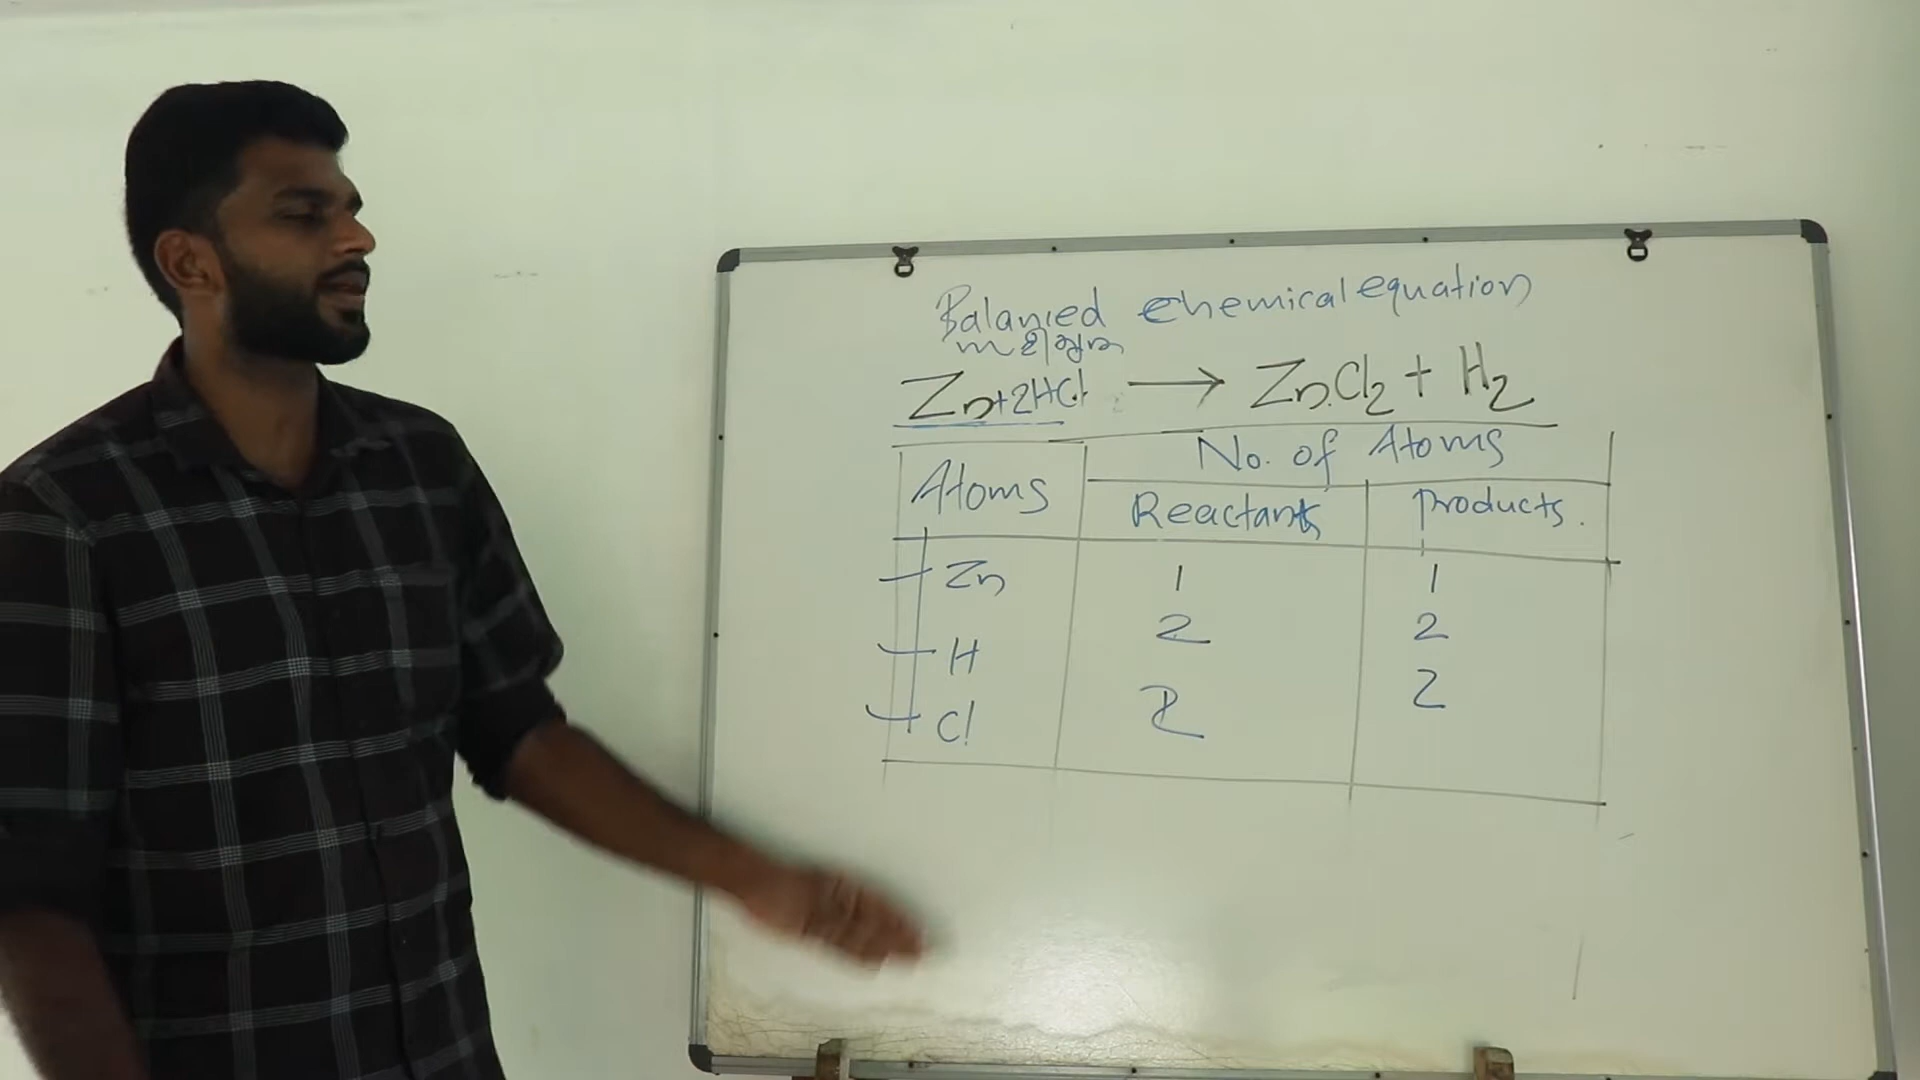 Balancied chemical equation
Zn+2HCl → ZnCl2 + H2
Atoms
No. of Atoms
Reactants
products.
Zn 1 1
H 2 2
Cl 2 2